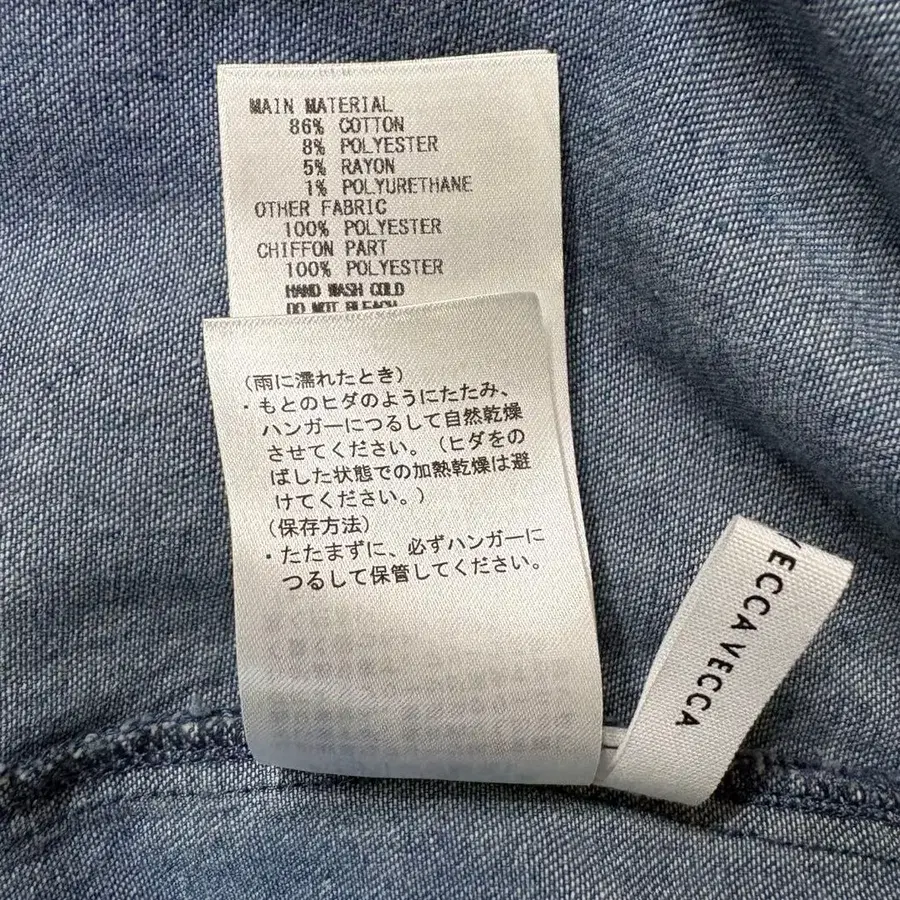 MAIN MATERIAL
86% COTTON
8% POLYESTER
5% RAYON
1% POLYURETHANE
OTHER FABRIC
100% POLYESTER
CHIFFON PART
100% POLYESTER
HAND WASH COLD
DO NOT BLEACH
(雨に濡れたとき)
・もとのヒダのようにたたみ、
ハンガーにつるして自然乾燥
させてください。(ヒダをの
ばした状態での加熱乾燥は避
けてください。)
(保存方法)
・たたまずに、必ずハンガーに
つるして保管してください。
VECCAVECCA